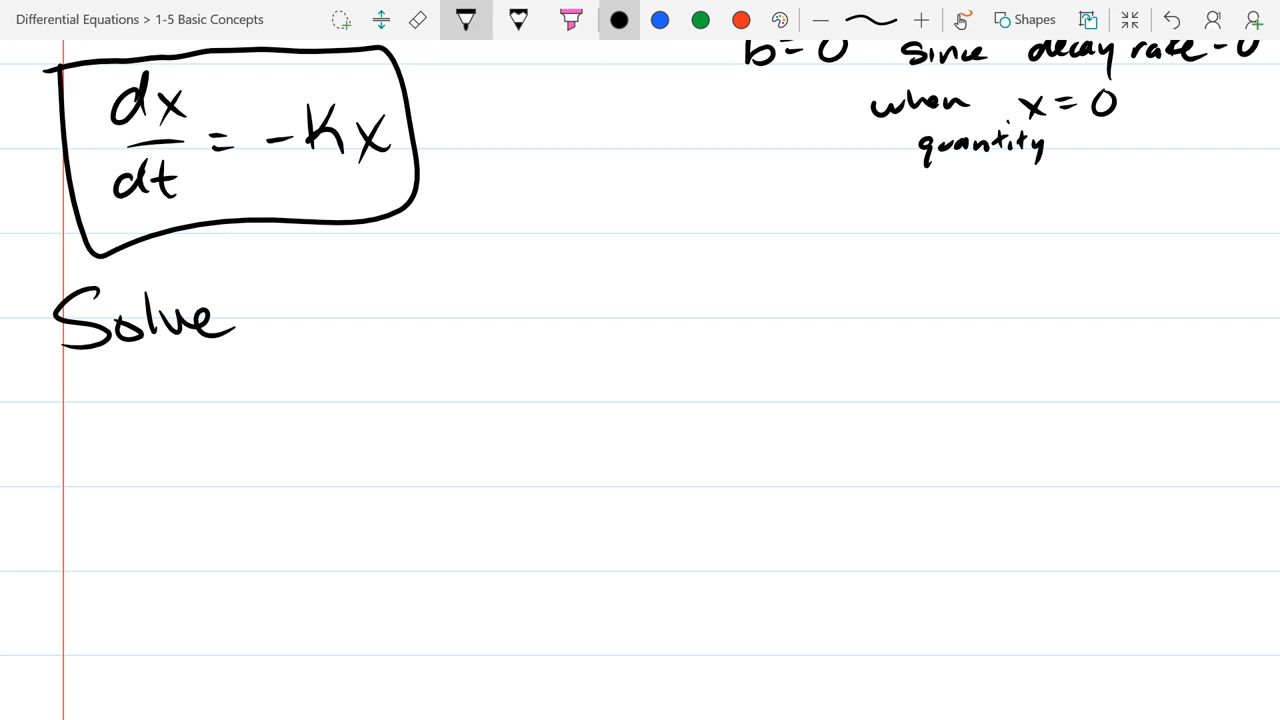 Differential Equations > 1-5 Basic Concepts
Shapes
b = 0 since decay rate = 0
when x = 0
quantity
dx
dt
= -Kx
Solve